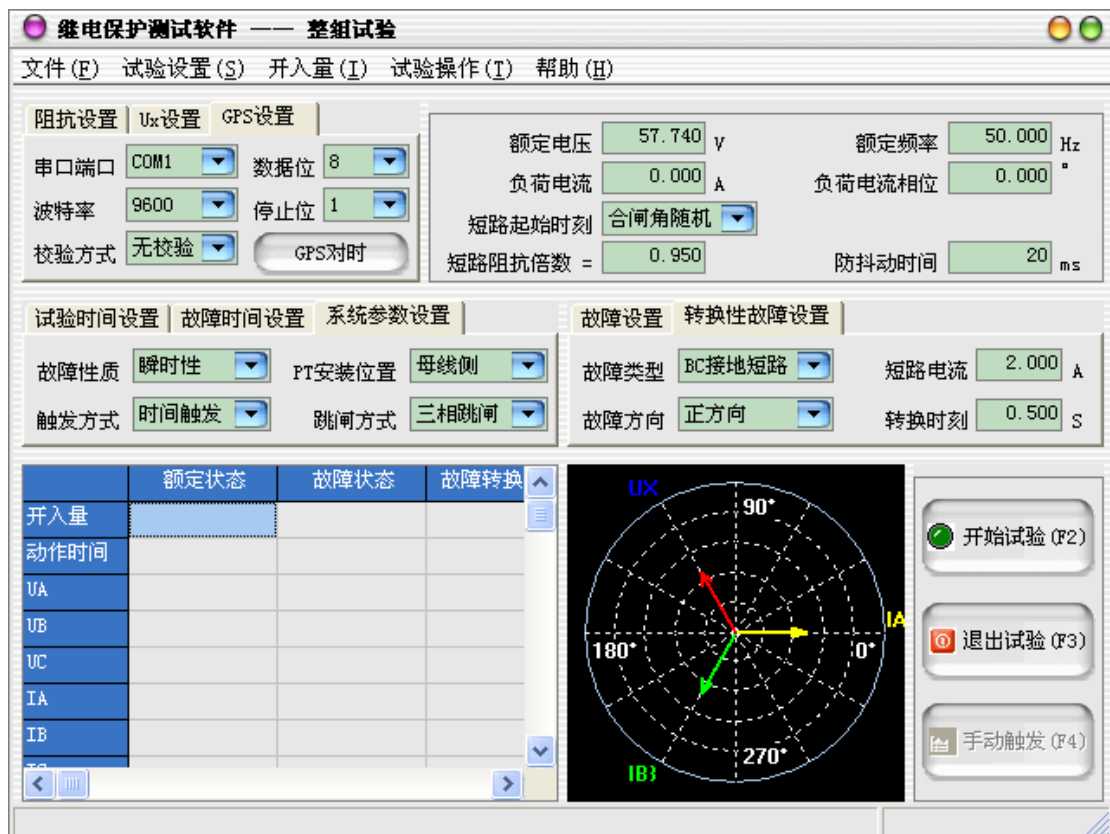 继电保护测试软件 —— 整组试验
文件(F) 试验设置(S) 开入量(I) 试验操作(T) 帮助(H)
阻抗设置 Ux设置 GPS设置
串口端口 COM1 数据位 8
波特率 9600 停止位 1
校验方式 无校验 GPS对时
额定电压 57.740 V 额定频率 50.000 Hz
负荷电流 0.000 A 负荷电流相位 0.000 °
短路起始时刻 合闸角随机
短路阻抗倍数 = 0.950 防抖动时间 20 ms
试验时间设置 故障时间设置 系统参数设置
故障性质 瞬时性 PT安装位置 母线侧
触发方式 时间触发 跳闸方式 三相跳闸
故障设置 转换性故障设置
故障类型 BC接地短路 短路电流 2.000 A
故障方向 正方向 转换时刻 0.500 S
额定状态 故障状态 故障转换
开入量
动作时间
UA
UB
UC
IA
IB
UX
90°
IA
180°
0°
270°
IB
开始试验(F2)
退出试验(F3)
手动触发(F4)